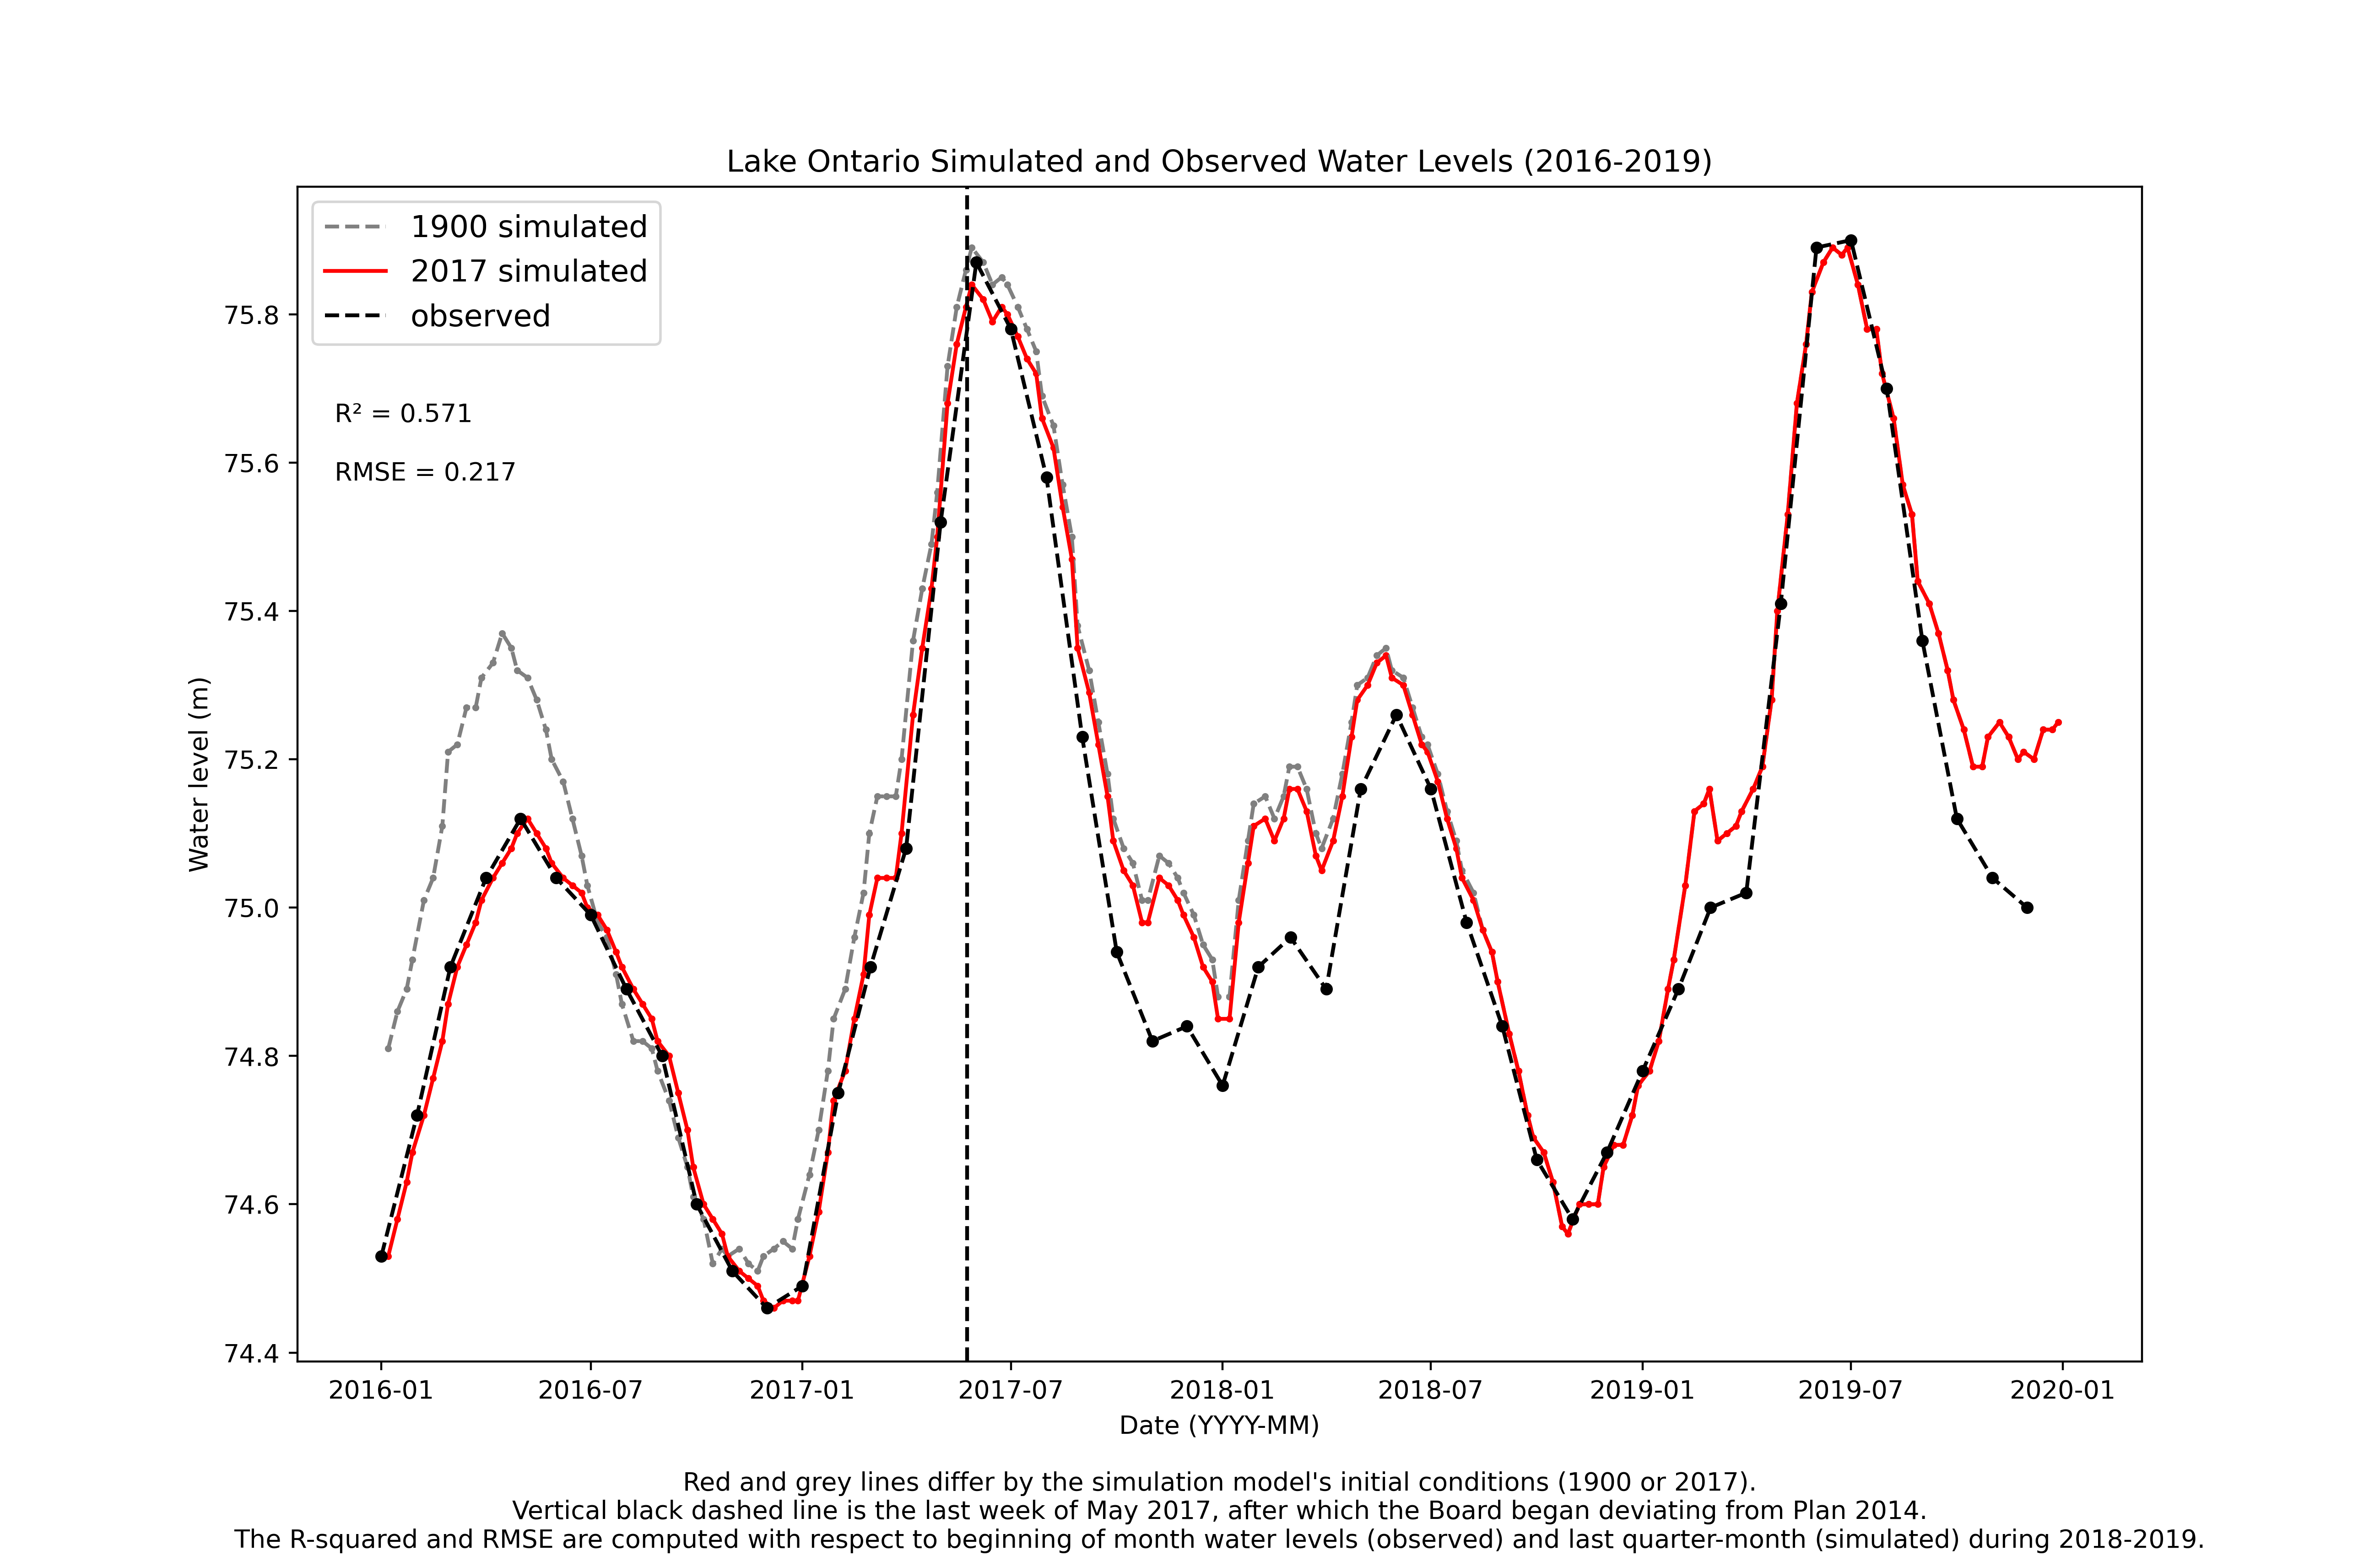 Lake Ontario Simulated and Observed Water Levels (2016-2019)
1900 simulated
2017 simulated
observed
R² = 0.571
RMSE = 0.217
Water level (m)
75.8
75.6
75.4
75.2
75.0
74.8
74.6
74.4
2016-01 2016-07 2017-01 2017-07 2018-01 2018-07 2019-01 2019-07 2020-01
Date (YYYY-MM)
Red and grey lines differ by the simulation model's initial conditions (1900 or 2017).
Vertical black dashed line is the last week of May 2017, after which the Board began deviating from Plan 2014.
The R-squared and RMSE are computed with respect to beginning of month water levels (observed) and last quarter-month (simulated) during 2018-2019.